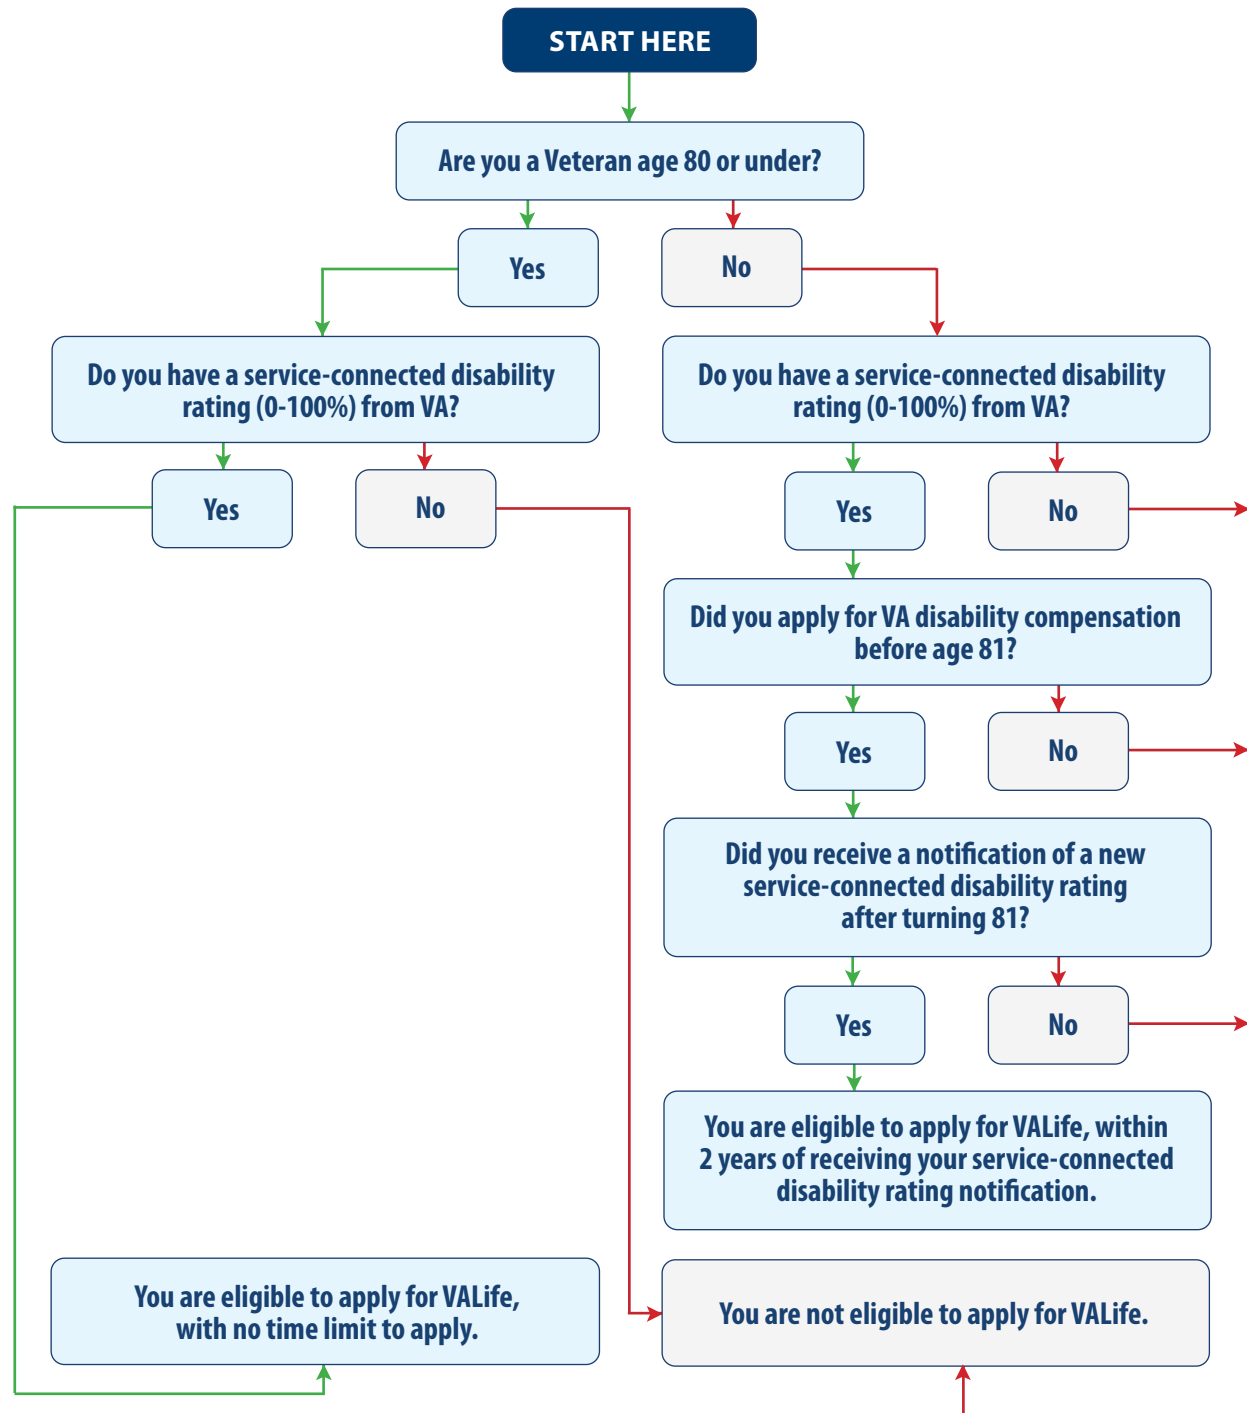 START HERE
Are you a Veteran age 80 or under?
Yes
No
Do you have a service-connected disability
rating (0-100%) from VA?
Yes
No
Do you have a service-connected disability
rating (0-100%) from VA?
Yes
No
Did you apply for VA disability compensation
before age 81?
Yes
No
Did you receive a notification of a new
service-connected disability rating
after turning 81?
Yes
No
You are eligible to apply for VALife, within
2 years of receiving your service-connected
disability rating notification.
You are eligible to apply for VALife,
with no time limit to apply.
You are not eligible to apply for VALife.